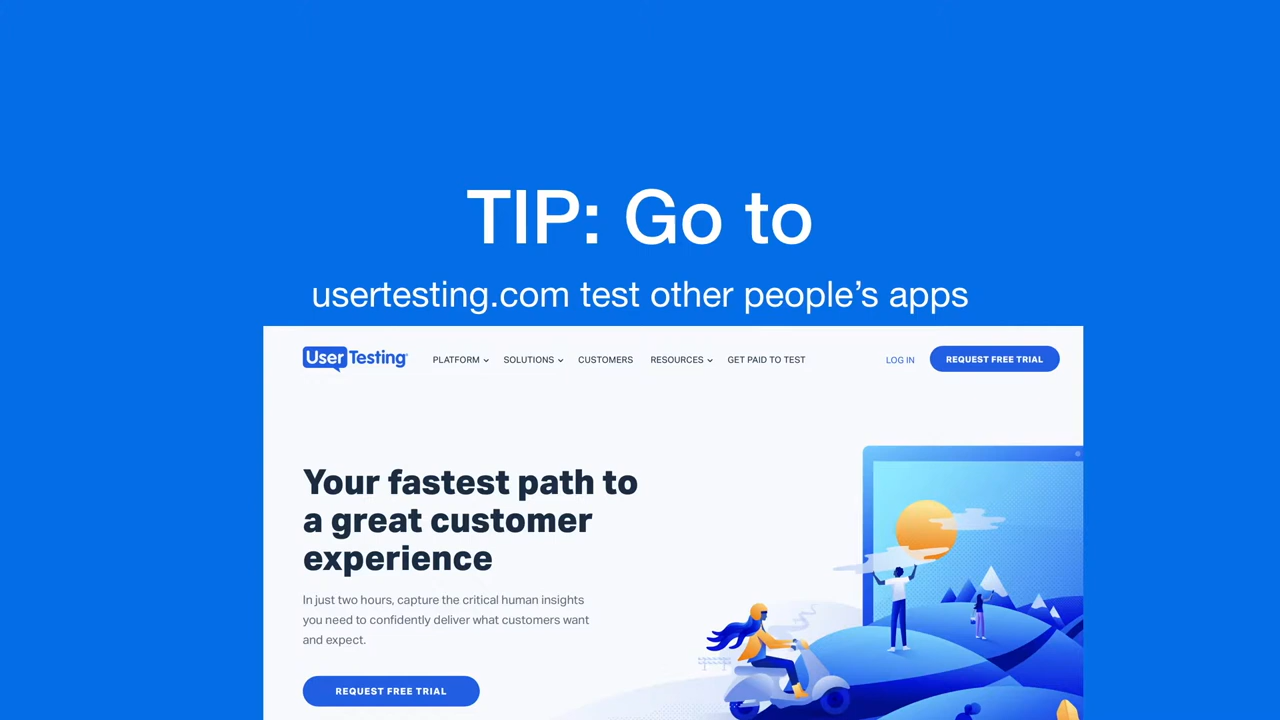 TIP: Go to
usertesting.com test other people’s apps
UserTesting
PLATFORM
SOLUTIONS
CUSTOMERS
RESOURCES
GET PAID TO TEST
LOG IN
REQUEST FREE TRIAL
Your fastest path to
a great customer
experience
In just two hours, capture the critical human insights
you need to confidently deliver what customers want
and expect.
REQUEST FREE TRIAL